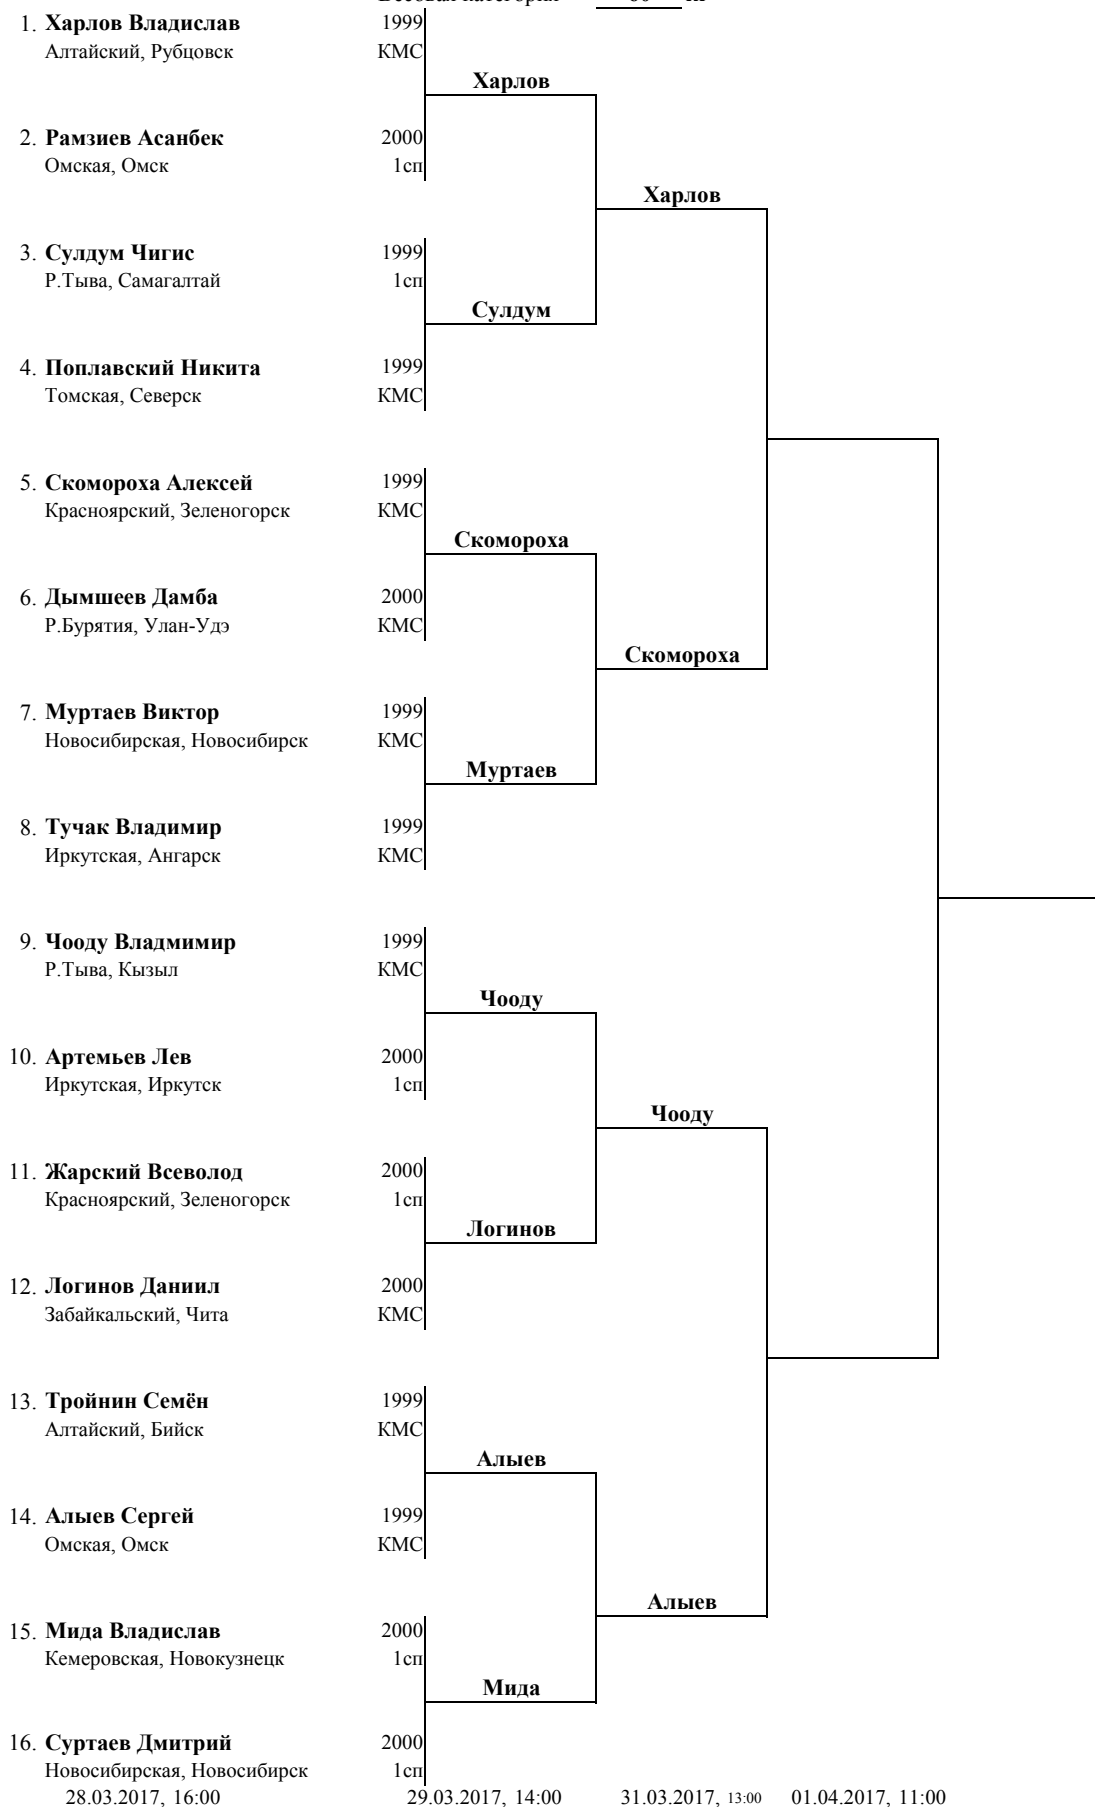 1. Харлов Владислав 1999
Алтайский, Рубцовск КМС
Харлов
2. Рамзиев Асанбек 2000
Омская, Омск 1сп
Харлов
3. Сулдум Чигис 1999
Р.Тыва, Самагалтай 1сп
Сулдум
4. Поплавский Никита 1999
Томская, Северск КМС
5. Скомороха Алексей 1999
Красноярский, Зеленогорск КМС
Скомороха
6. Дымшеев Дамба 2000
Р.Бурятия, Улан-Удэ КМС
Скомороха
7. Муртаев Виктор 1999
Новосибирская, Новосибирск КМС
Муртаев
8. Тучак Владимир 1999
Иркутская, Ангарск КМС
9. Чооду Владмимир 1999
Р.Тыва, Кызыл КМС
Чооду
10. Артемьев Лев 2000
Иркутская, Иркутск 1сп
Чооду
11. Жарский Всеволод 2000
Красноярский, Зеленогорск 1сп
Логинов
12. Логинов Даниил 2000
Забайкальский, Чита КМС
13. Тройнин Семён 1999
Алтайский, Бийск КМС
Алыев
14. Алыев Сергей 1999
Омская, Омск КМС
Алыев
15. Мида Владислав 2000
Кемеровская, Новокузнецк 1сп
Мида
16. Суртаев Дмитрий 2000
Новосибирская, Новосибирск 1сп
28.03.2017, 16:00 29.03.2017, 14:00 31.03.2017, 13:00 01.04.2017, 11:00